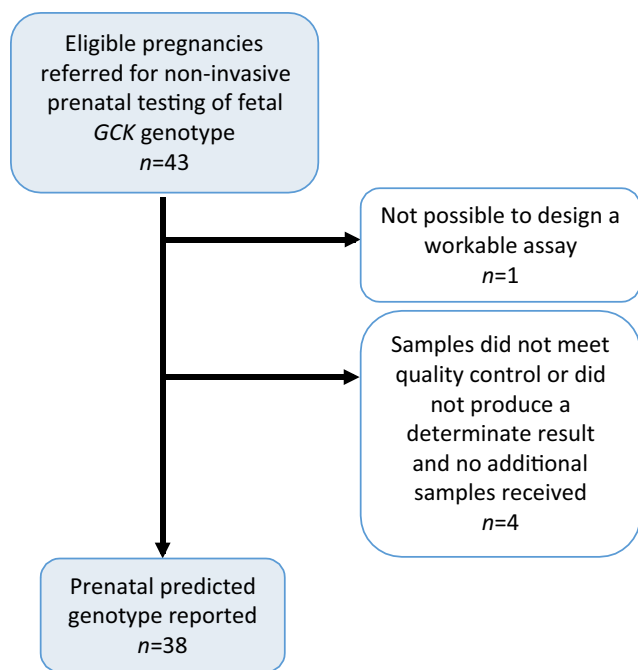 Eligible pregnancies
referred for non-invasive
prenatal testing of fetal
GCK genotype
n=43
Not possible to design a
workable assay
n=1
Samples did not meet
quality control or did
not produce a
determinate result
and no additional
samples received
n=4
Prenatal predicted
genotype reported
n=38